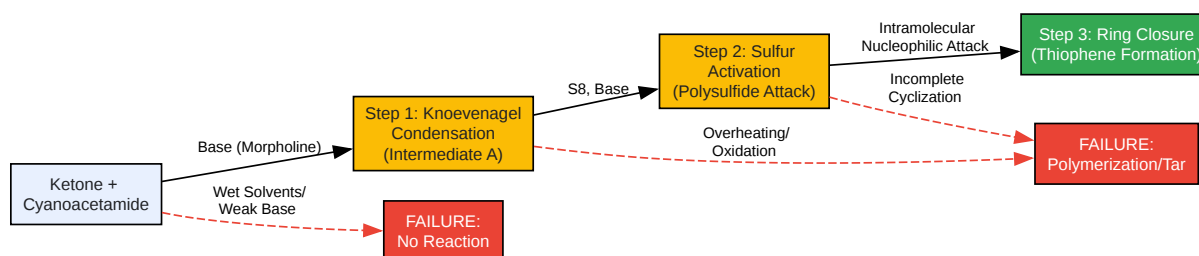 Ketone +
Cyanoacetamide
Base (Morpholine)
Wet Solvents/
Weak Base
FAILURE:
No Reaction
Step 1: Knoevenagel
Condensation
(Intermediate A)
S8, Base
Overheating/
Oxidation
Step 2: Sulfur
Activation
(Polysulfide Attack)
Intramolecular
Nucleophilic Attack
Incomplete
Cyclization
Step 3: Ring Closure
(Thiophene Formation)
FAILURE:
Polymerization/Tar